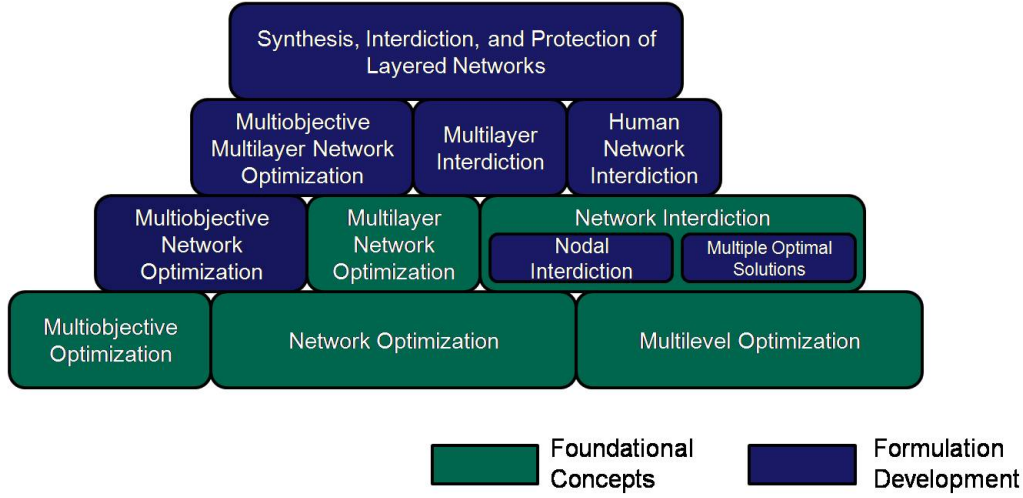 Synthesis, Interdiction, and Protection of
Layered Networks
Multiobjective
Multilayer Network
Optimization
Multilayer
Interdiction
Human
Network
Interdiction
Multiobjective
Network
Optimization
Multilayer
Network
Optimization
Network Interdiction
Nodal
Interdiction
Multiple Optimal
Solutions
Multiobjective
Optimization
Network Optimization
Multilevel Optimization
Foundational
Concepts
Formulation
Development